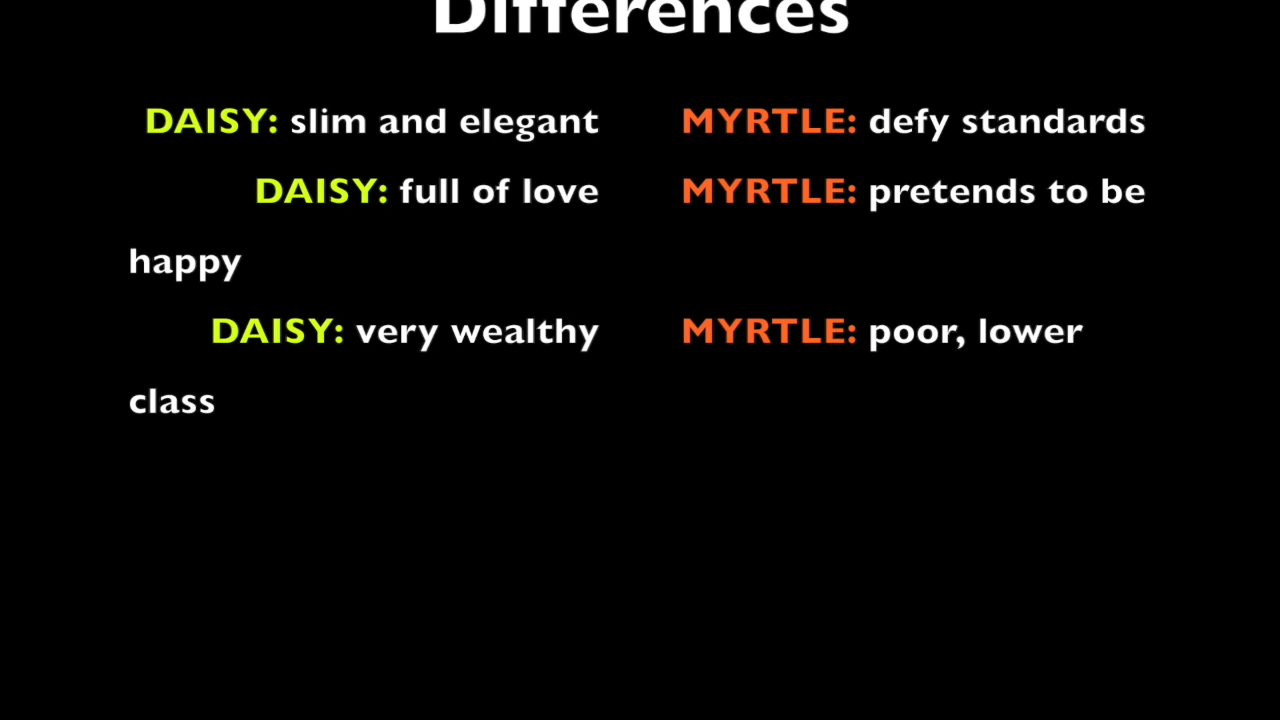 Differences
DAISY: slim and elegant MYRTLE: defy standards
DAISY: full of love MYRTLE: pretends to be
happy
DAISY: very wealthy MYRTLE: poor, lower
class